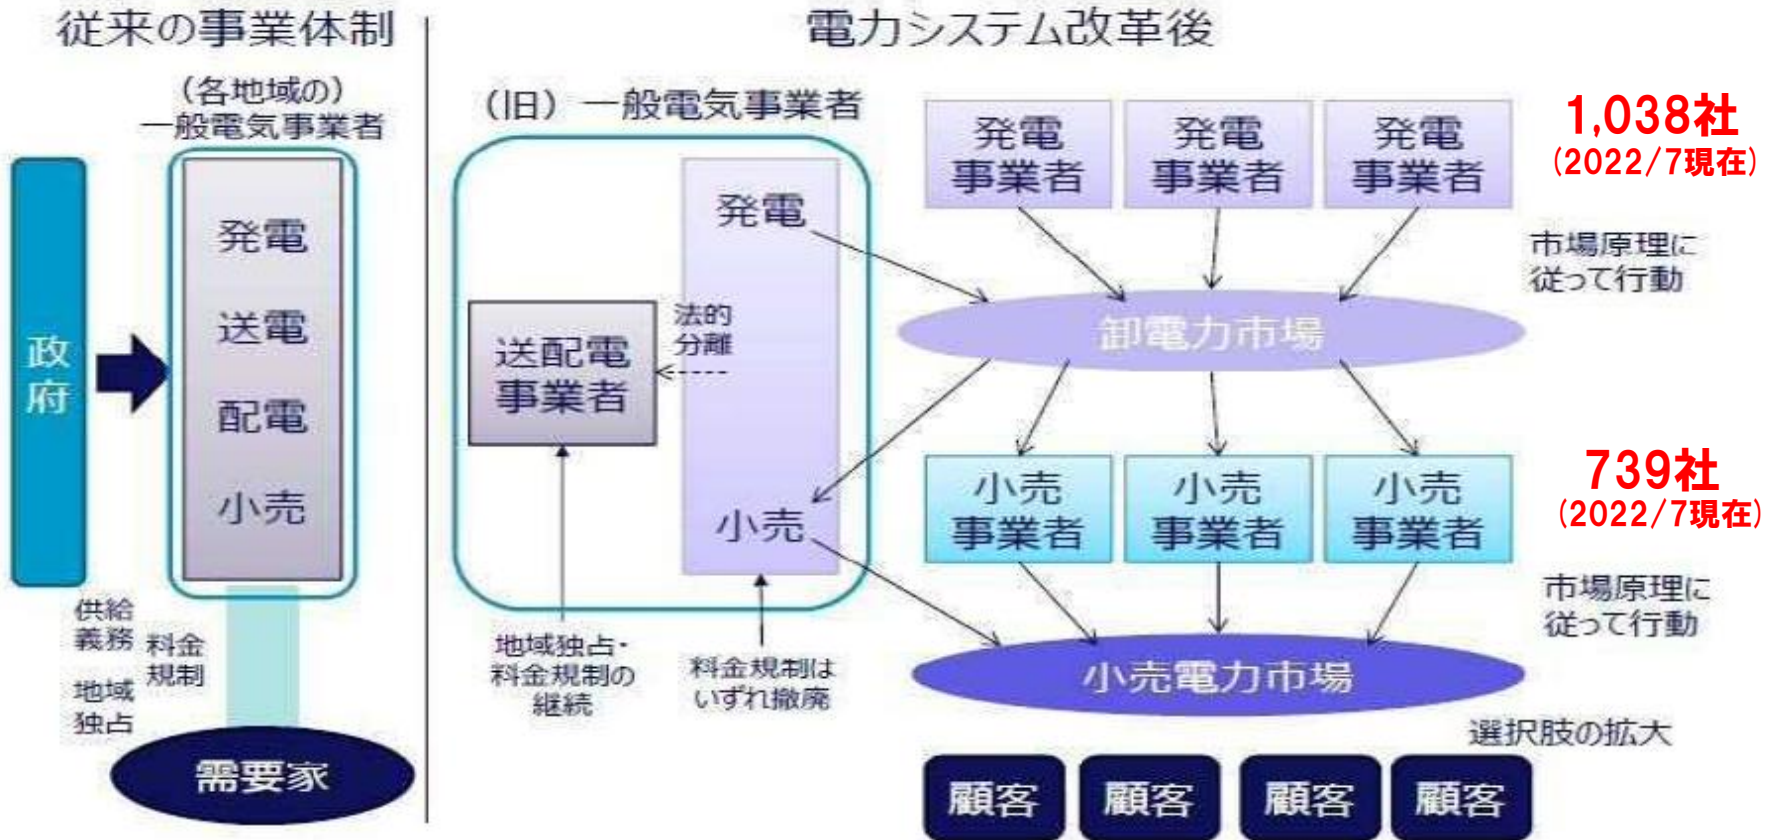 従来の事業体制
電力システム改革後
（各地域の）
一般電気事業者
政
府
発電
送電
配電
小売
供給
義務
料金
規制
地域
独占
需要家
（旧）一般電気事業者
発電
法的
分離
送配電
事業者
小売
地域独占・
料金規制の
継続
料金規制は
いずれ撤廃
発電
事業者
発電
事業者
発電
事業者
1,038社
(2022/7現在)
市場原理に
従って行動
卸電力市場
小売
事業者
小売
事業者
小売
事業者
739社
(2022/7現在)
市場原理に
従って行動
小売電力市場
選択肢の拡大
顧客
顧客
顧客
顧客